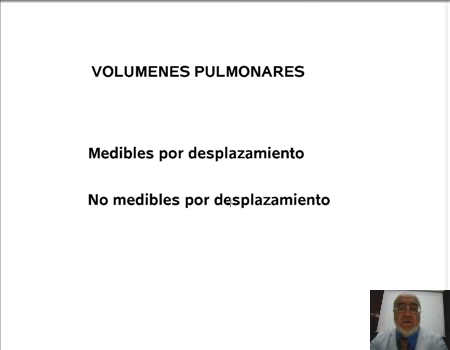 VOLUMENES PULMONARES
Medibles por desplazamiento
No medibles por desplazamiento